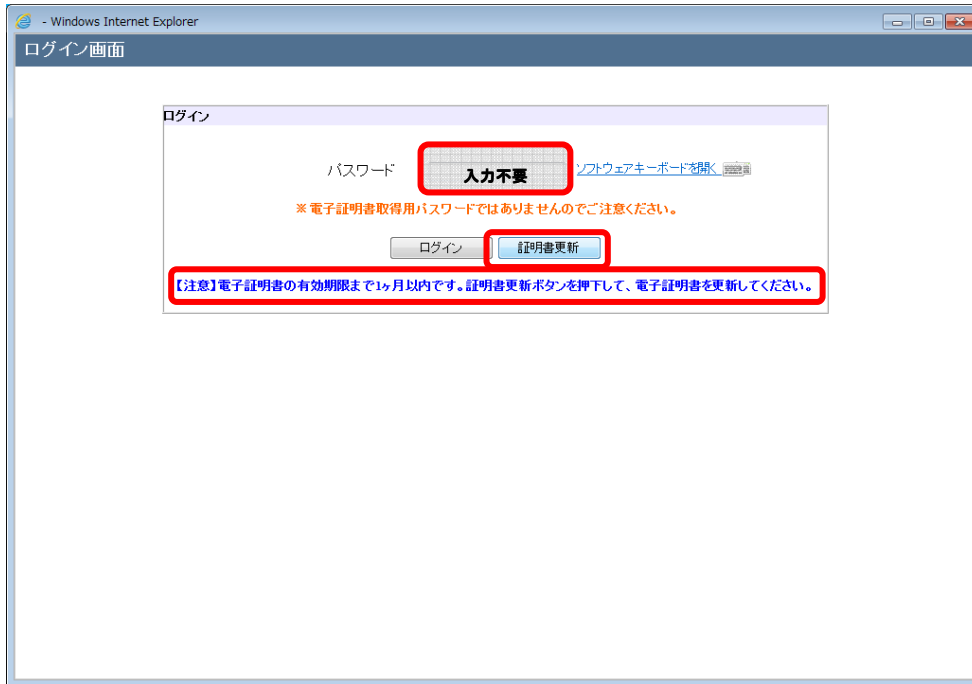 - Windows Internet Explorer
ログイン画面
ログイン
パスワード 入力不要 ソフトウェアキーボードを開く
※電子証明書取得用パスワードではありませんのでご注意ください。
ログイン 証明書更新
【注意】電子証明書の有効期限まで1ヶ月以内です。証明書更新ボタンを押下して、電子証明書を更新してください。